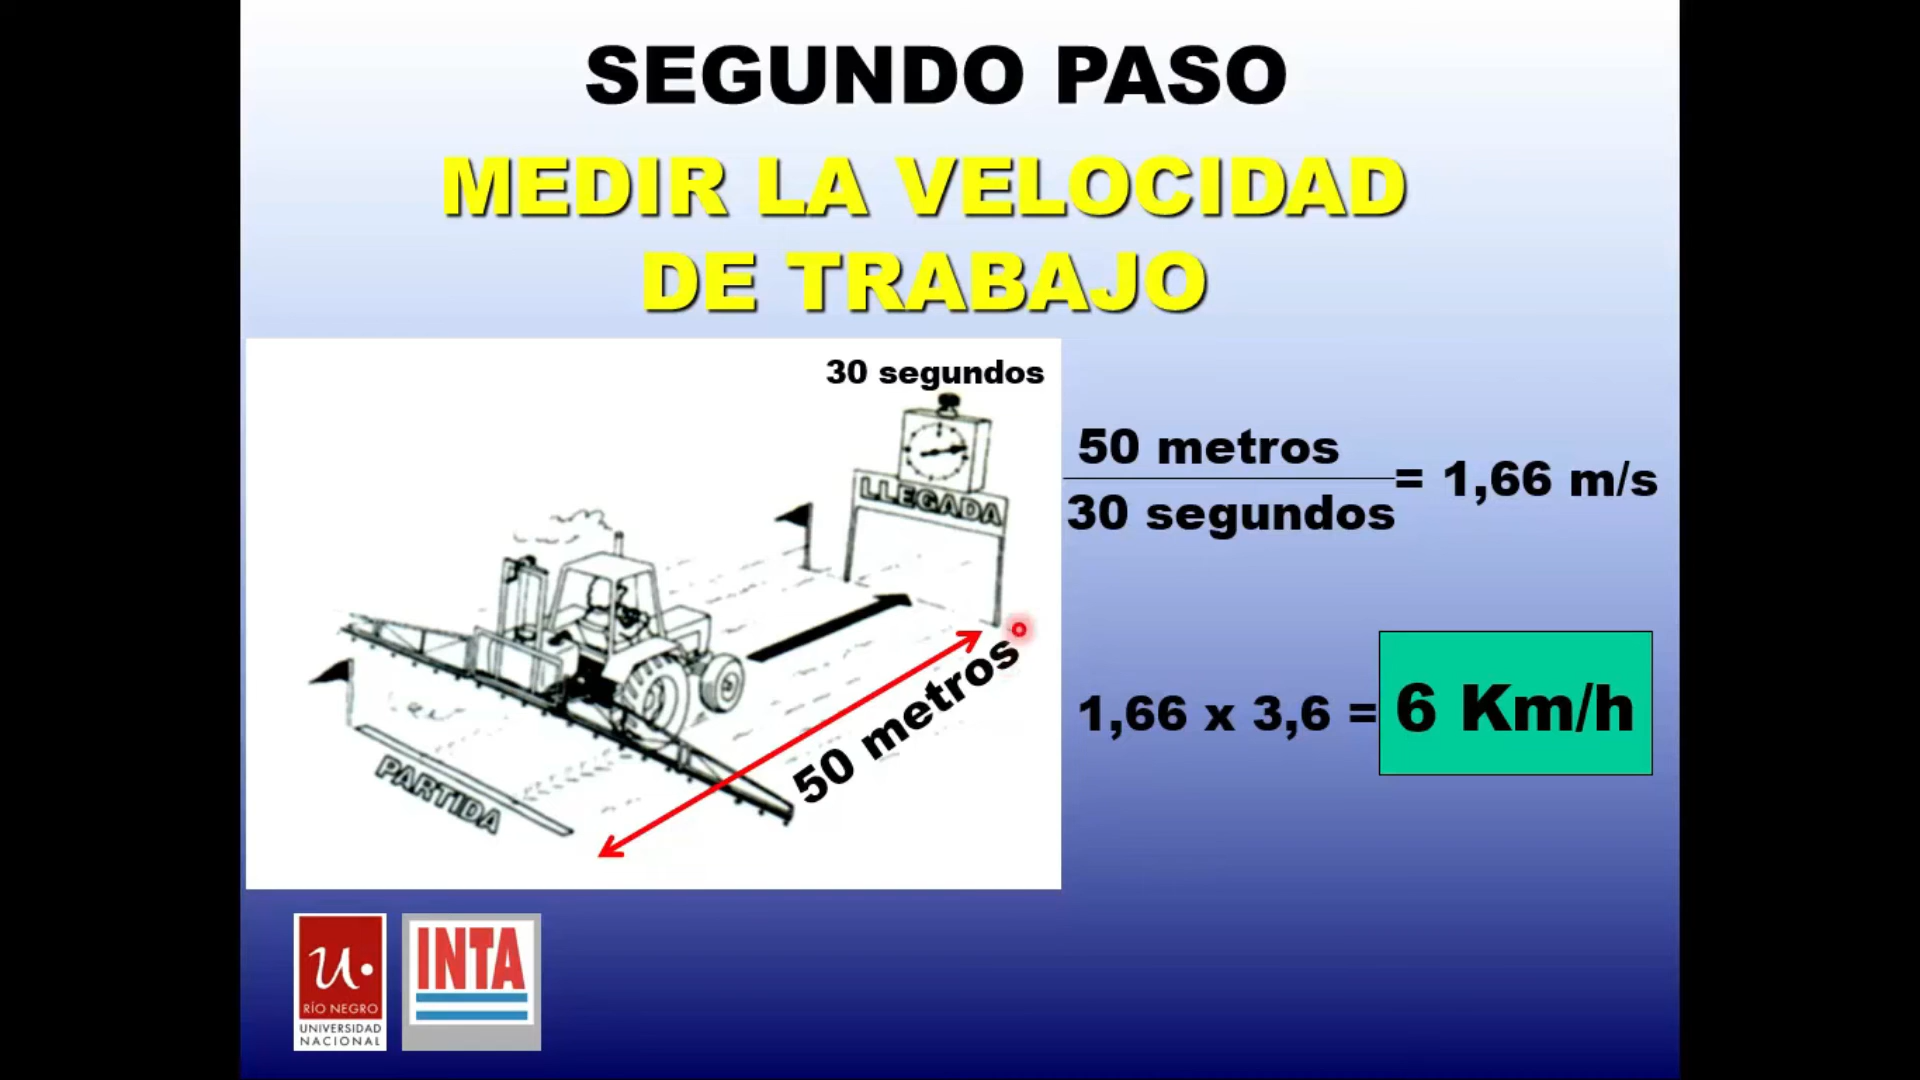 SEGUNDO PASO
MEDIR LA VELOCIDAD
DE TRABAJO
30 segundos
LLEGADA
50 metros
PARTIDA
50 metros
30 segundos
= 1,66 m/s
1,66 x 3,6 = 6 Km/h
u.
RÍO NEGRO
UNIVERSIDAD
NACIONAL
INTA